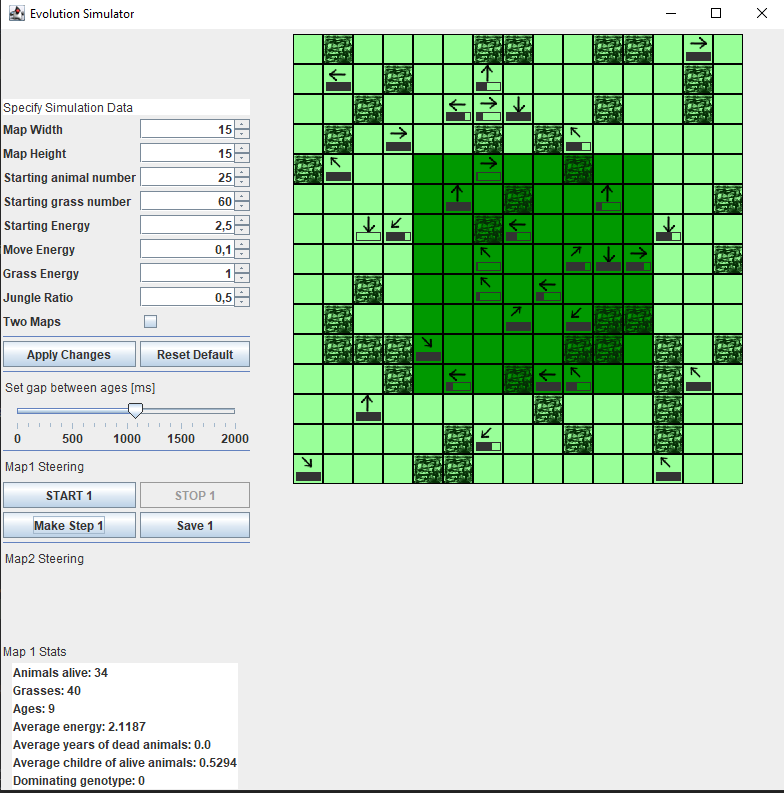 Evolution Simulator
Specify Simulation Data
Map Width 15
Map Height 15
Starting animal number 25
Starting grass number 60
Starting Energy 2,5
Move Energy 0,1
Grass Energy 1
Jungle Ratio 0,5
Two Maps
Apply Changes Reset Default
Set gap between ages [ms]
0 500 1000 1500 2000
Map1 Steering
START 1 STOP 1
Make Step 1 Save 1
Map2 Steering
Map 1 Stats
Animals alive: 34
Grasses: 40
Ages: 9
Average energy: 2.1187
Average years of dead animals: 0.0
Average childre of alive animals: 0.5294
Dominating genotype: 0